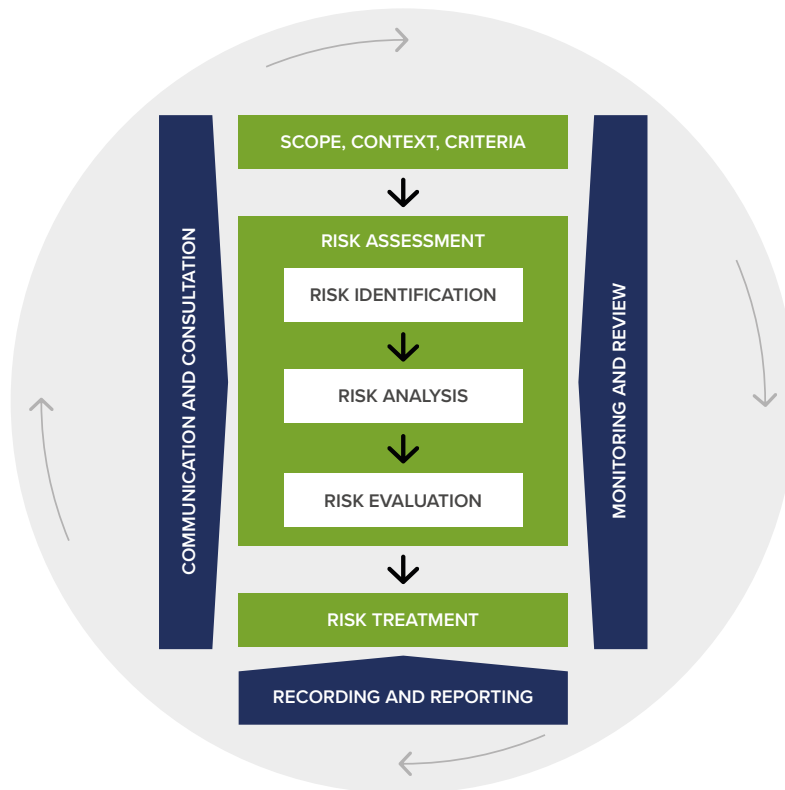 SCOPE, CONTEXT, CRITERIA
RISK ASSESSMENT
RISK IDENTIFICATION
RISK ANALYSIS
RISK EVALUATION
RISK TREATMENT
RECORDING AND REPORTING
COMMUNICATION AND CONSULTATION
MONITORING AND REVIEW